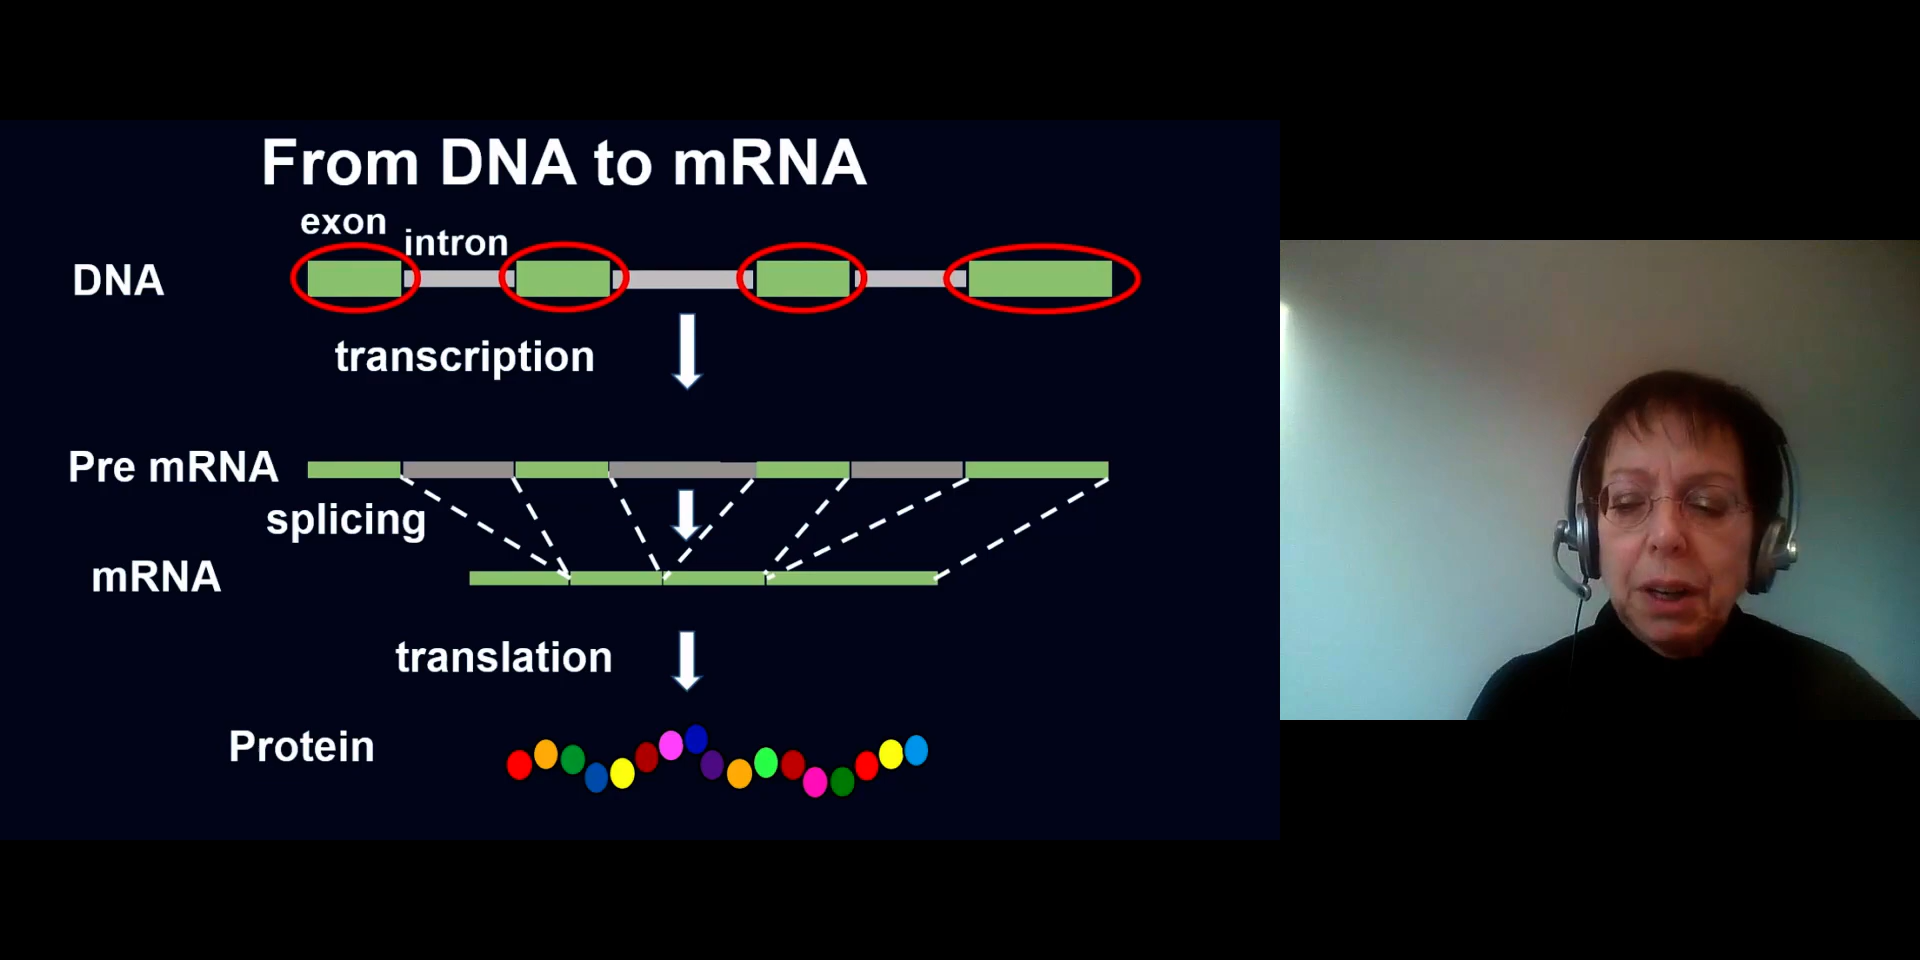 From DNA to mRNA
exon
intron
DNA
transcription
Pre mRNA
splicing
mRNA
translation
Protein